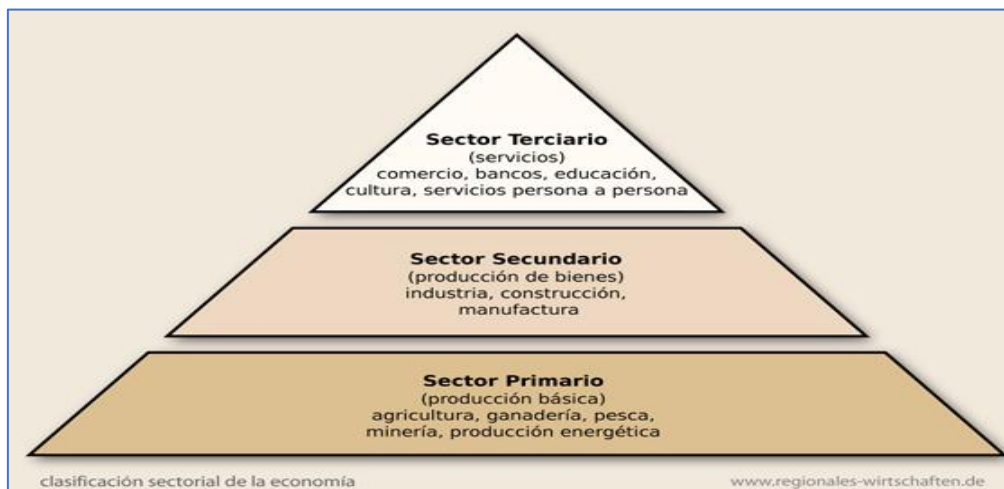 Sector Terciario
(servicios)
comercio, bancos, educación,
cultura, servicios persona a persona
Sector Secundario
(producción de bienes)
industria, construcción,
manufactura
Sector Primario
(producción básica)
agricultura, ganadería, pesca,
minería, producción energética
clasificación sectorial de la economía
www.regionales-wirtschaften.de